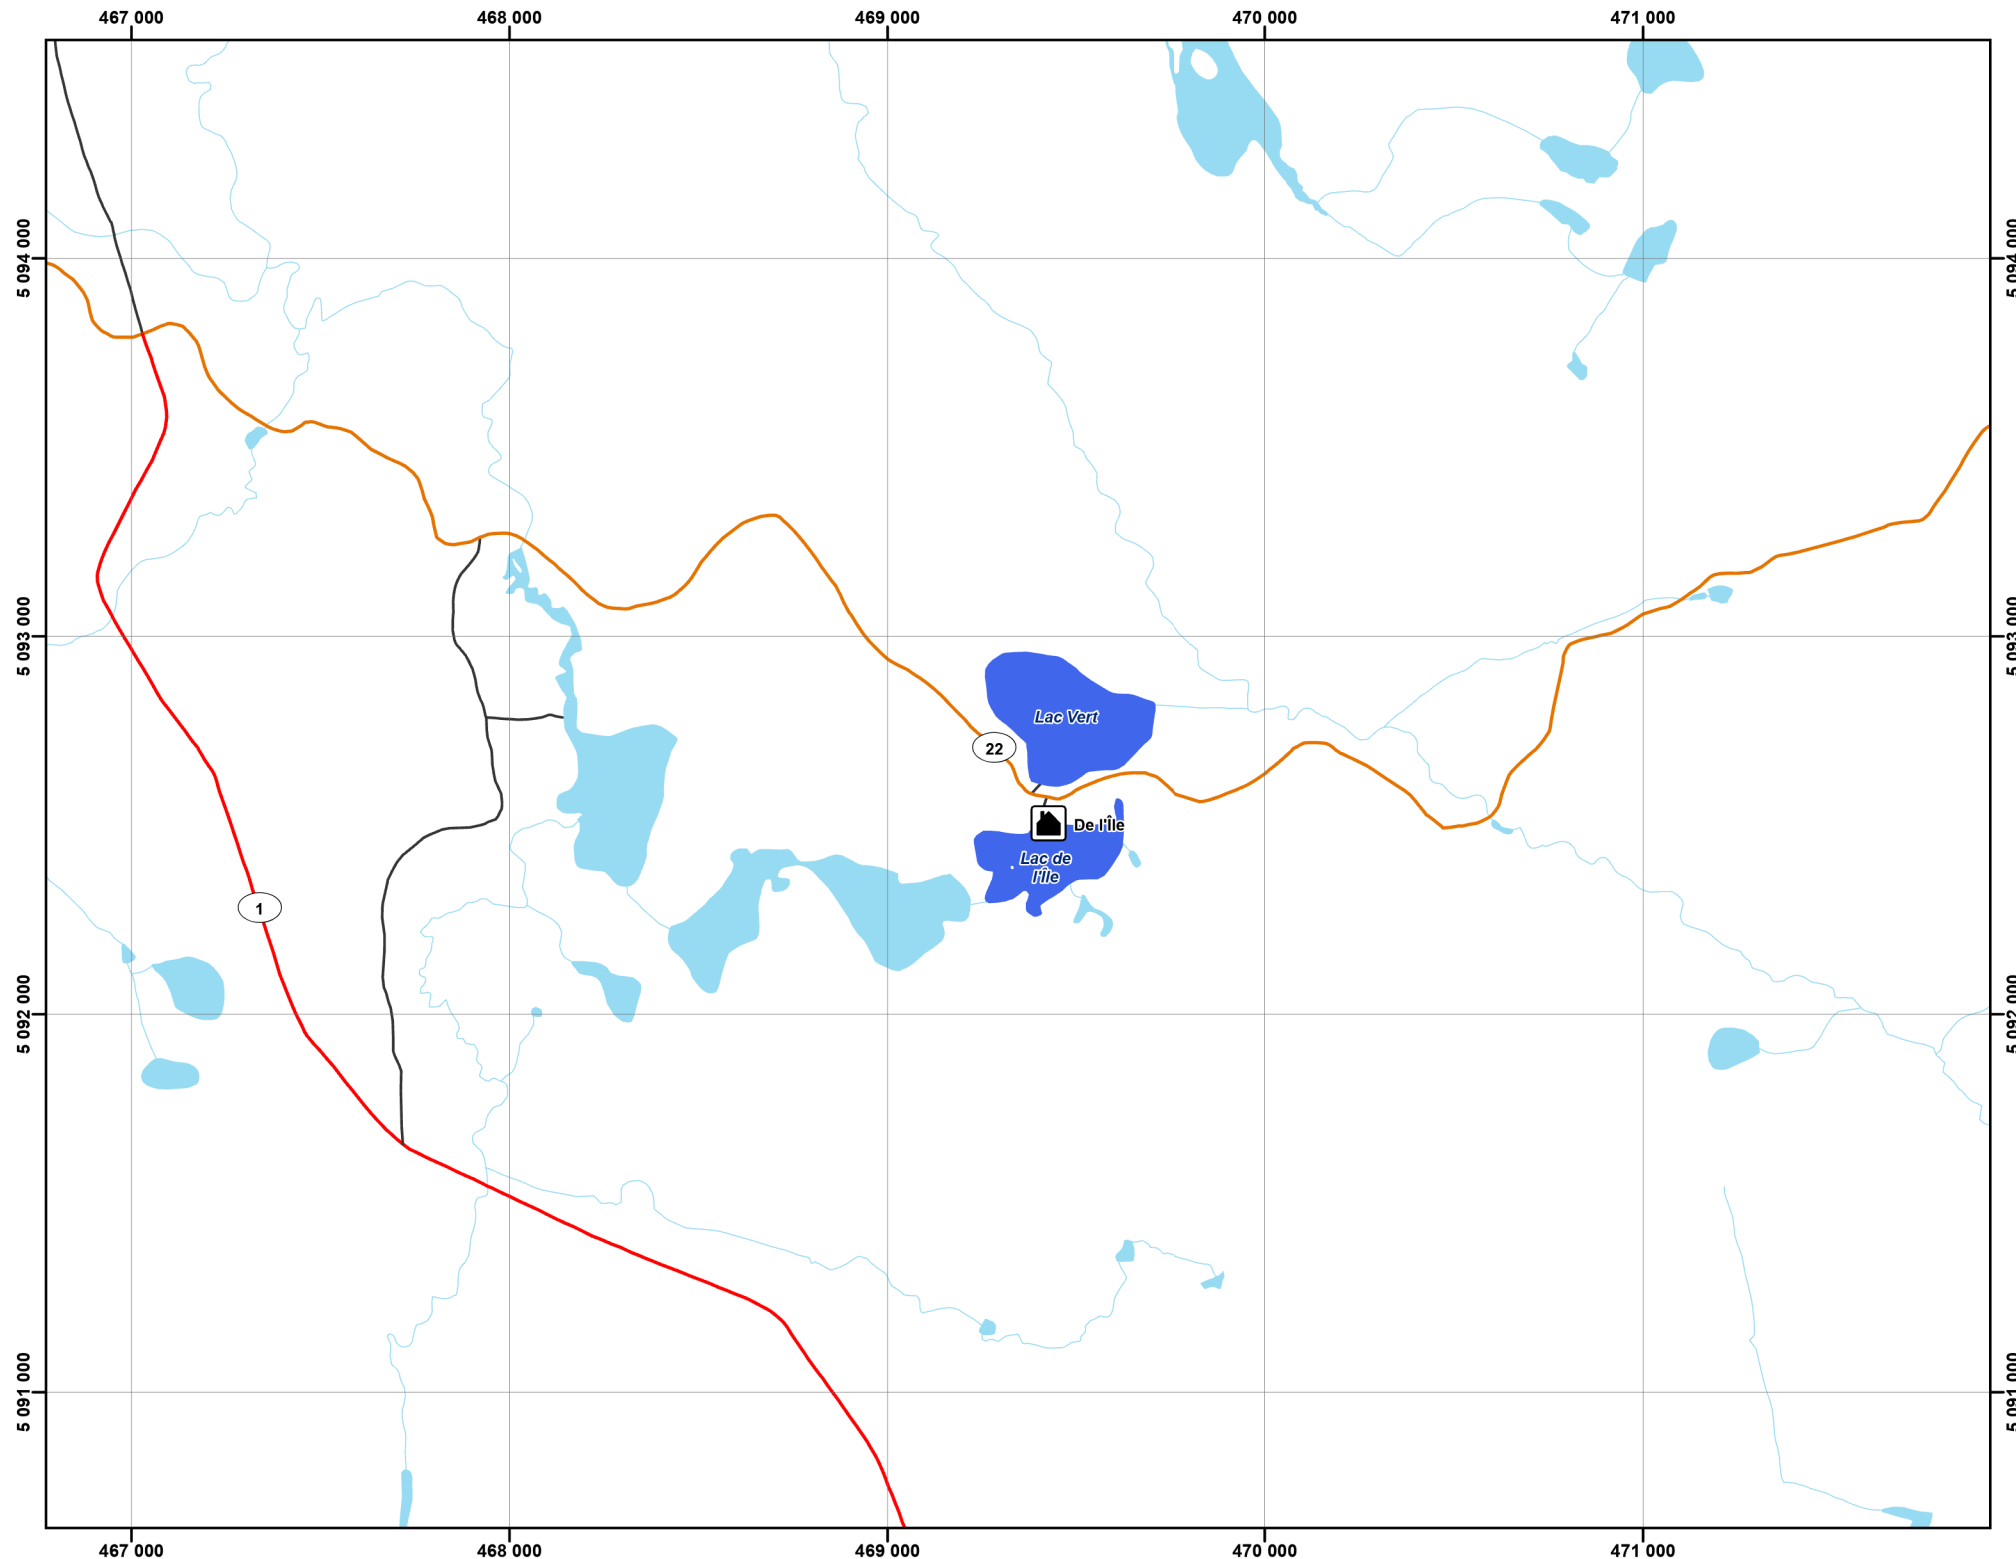 467 000 468 000 469 000 470 000 471 000
5 094 000 5 094 000
5 093 000 5 093 000
Lac Vert
22
De l'Île
Lac de
l'Île
1
5 092 000 5 092 000
5 091 000 5 091 000
467 000 468 000 469 000 470 000 471 000